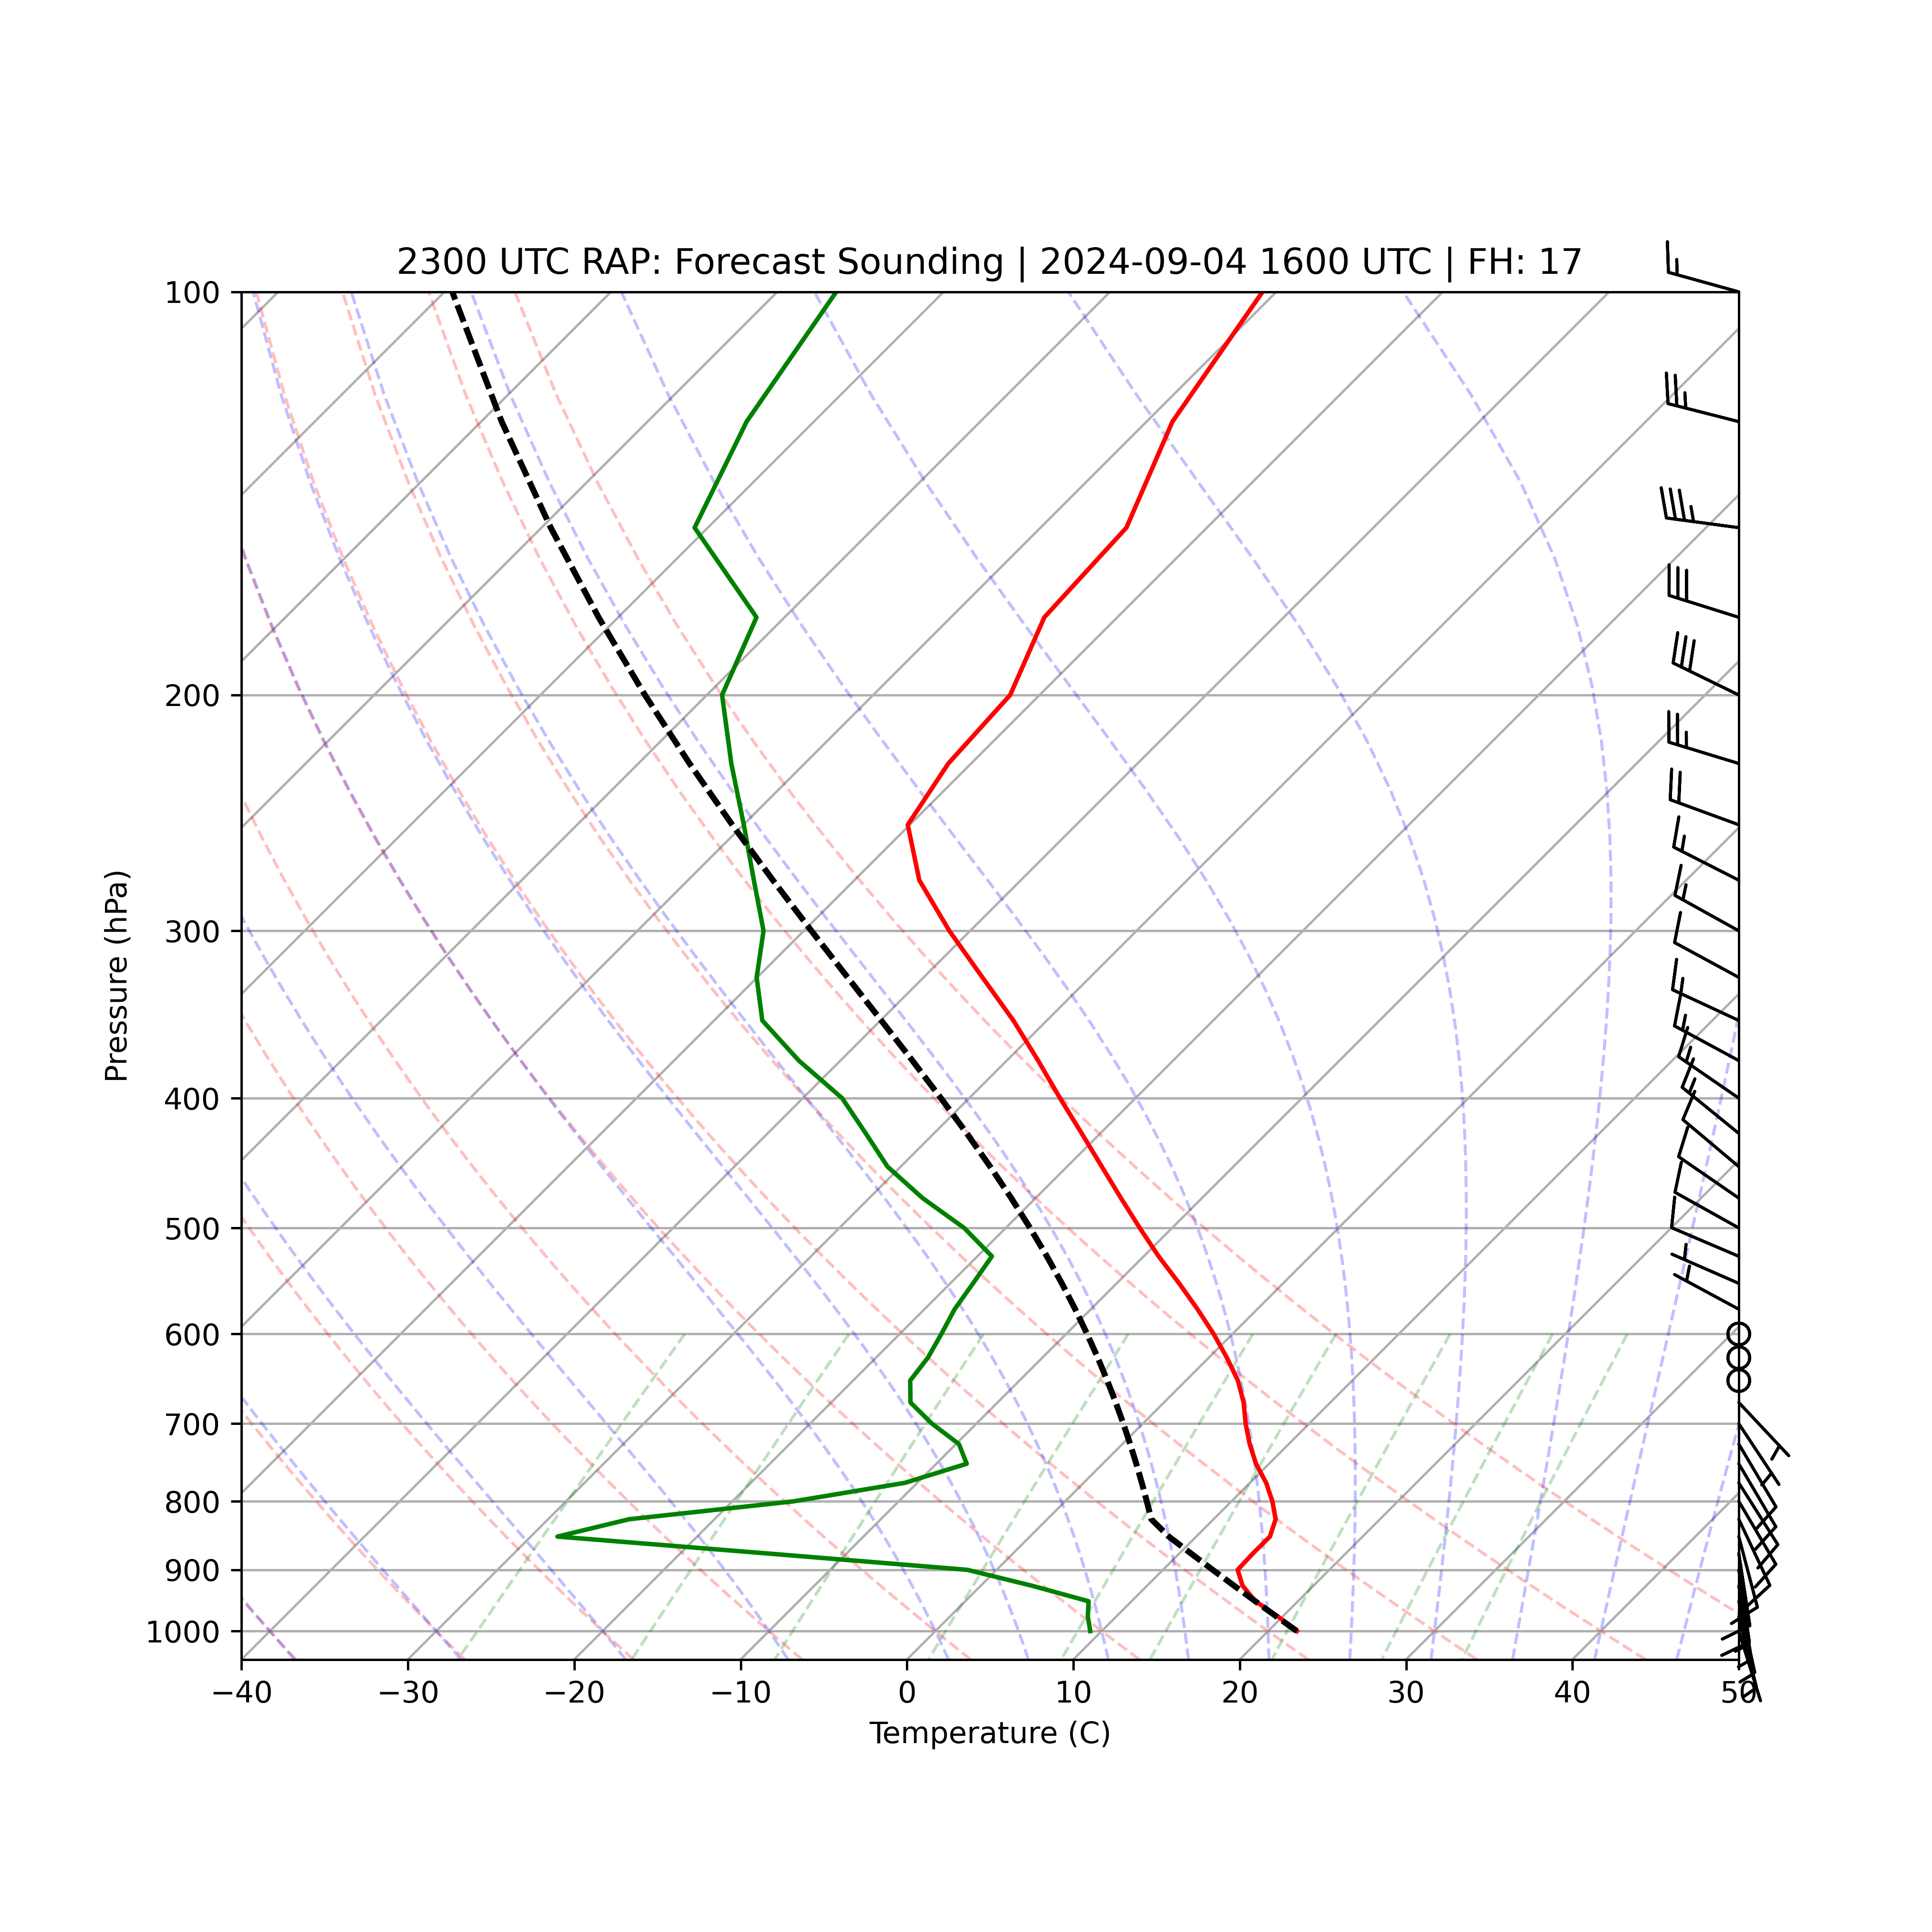 2300 UTC RAP: Forecast Sounding | 2024-09-04 1600 UTC | FH: 17
100
200
300
400
500
600
700
800
900
1000
Pressure (hPa)
−40 −30 −20 −10 0 10 20 30 40 50
Temperature (C)